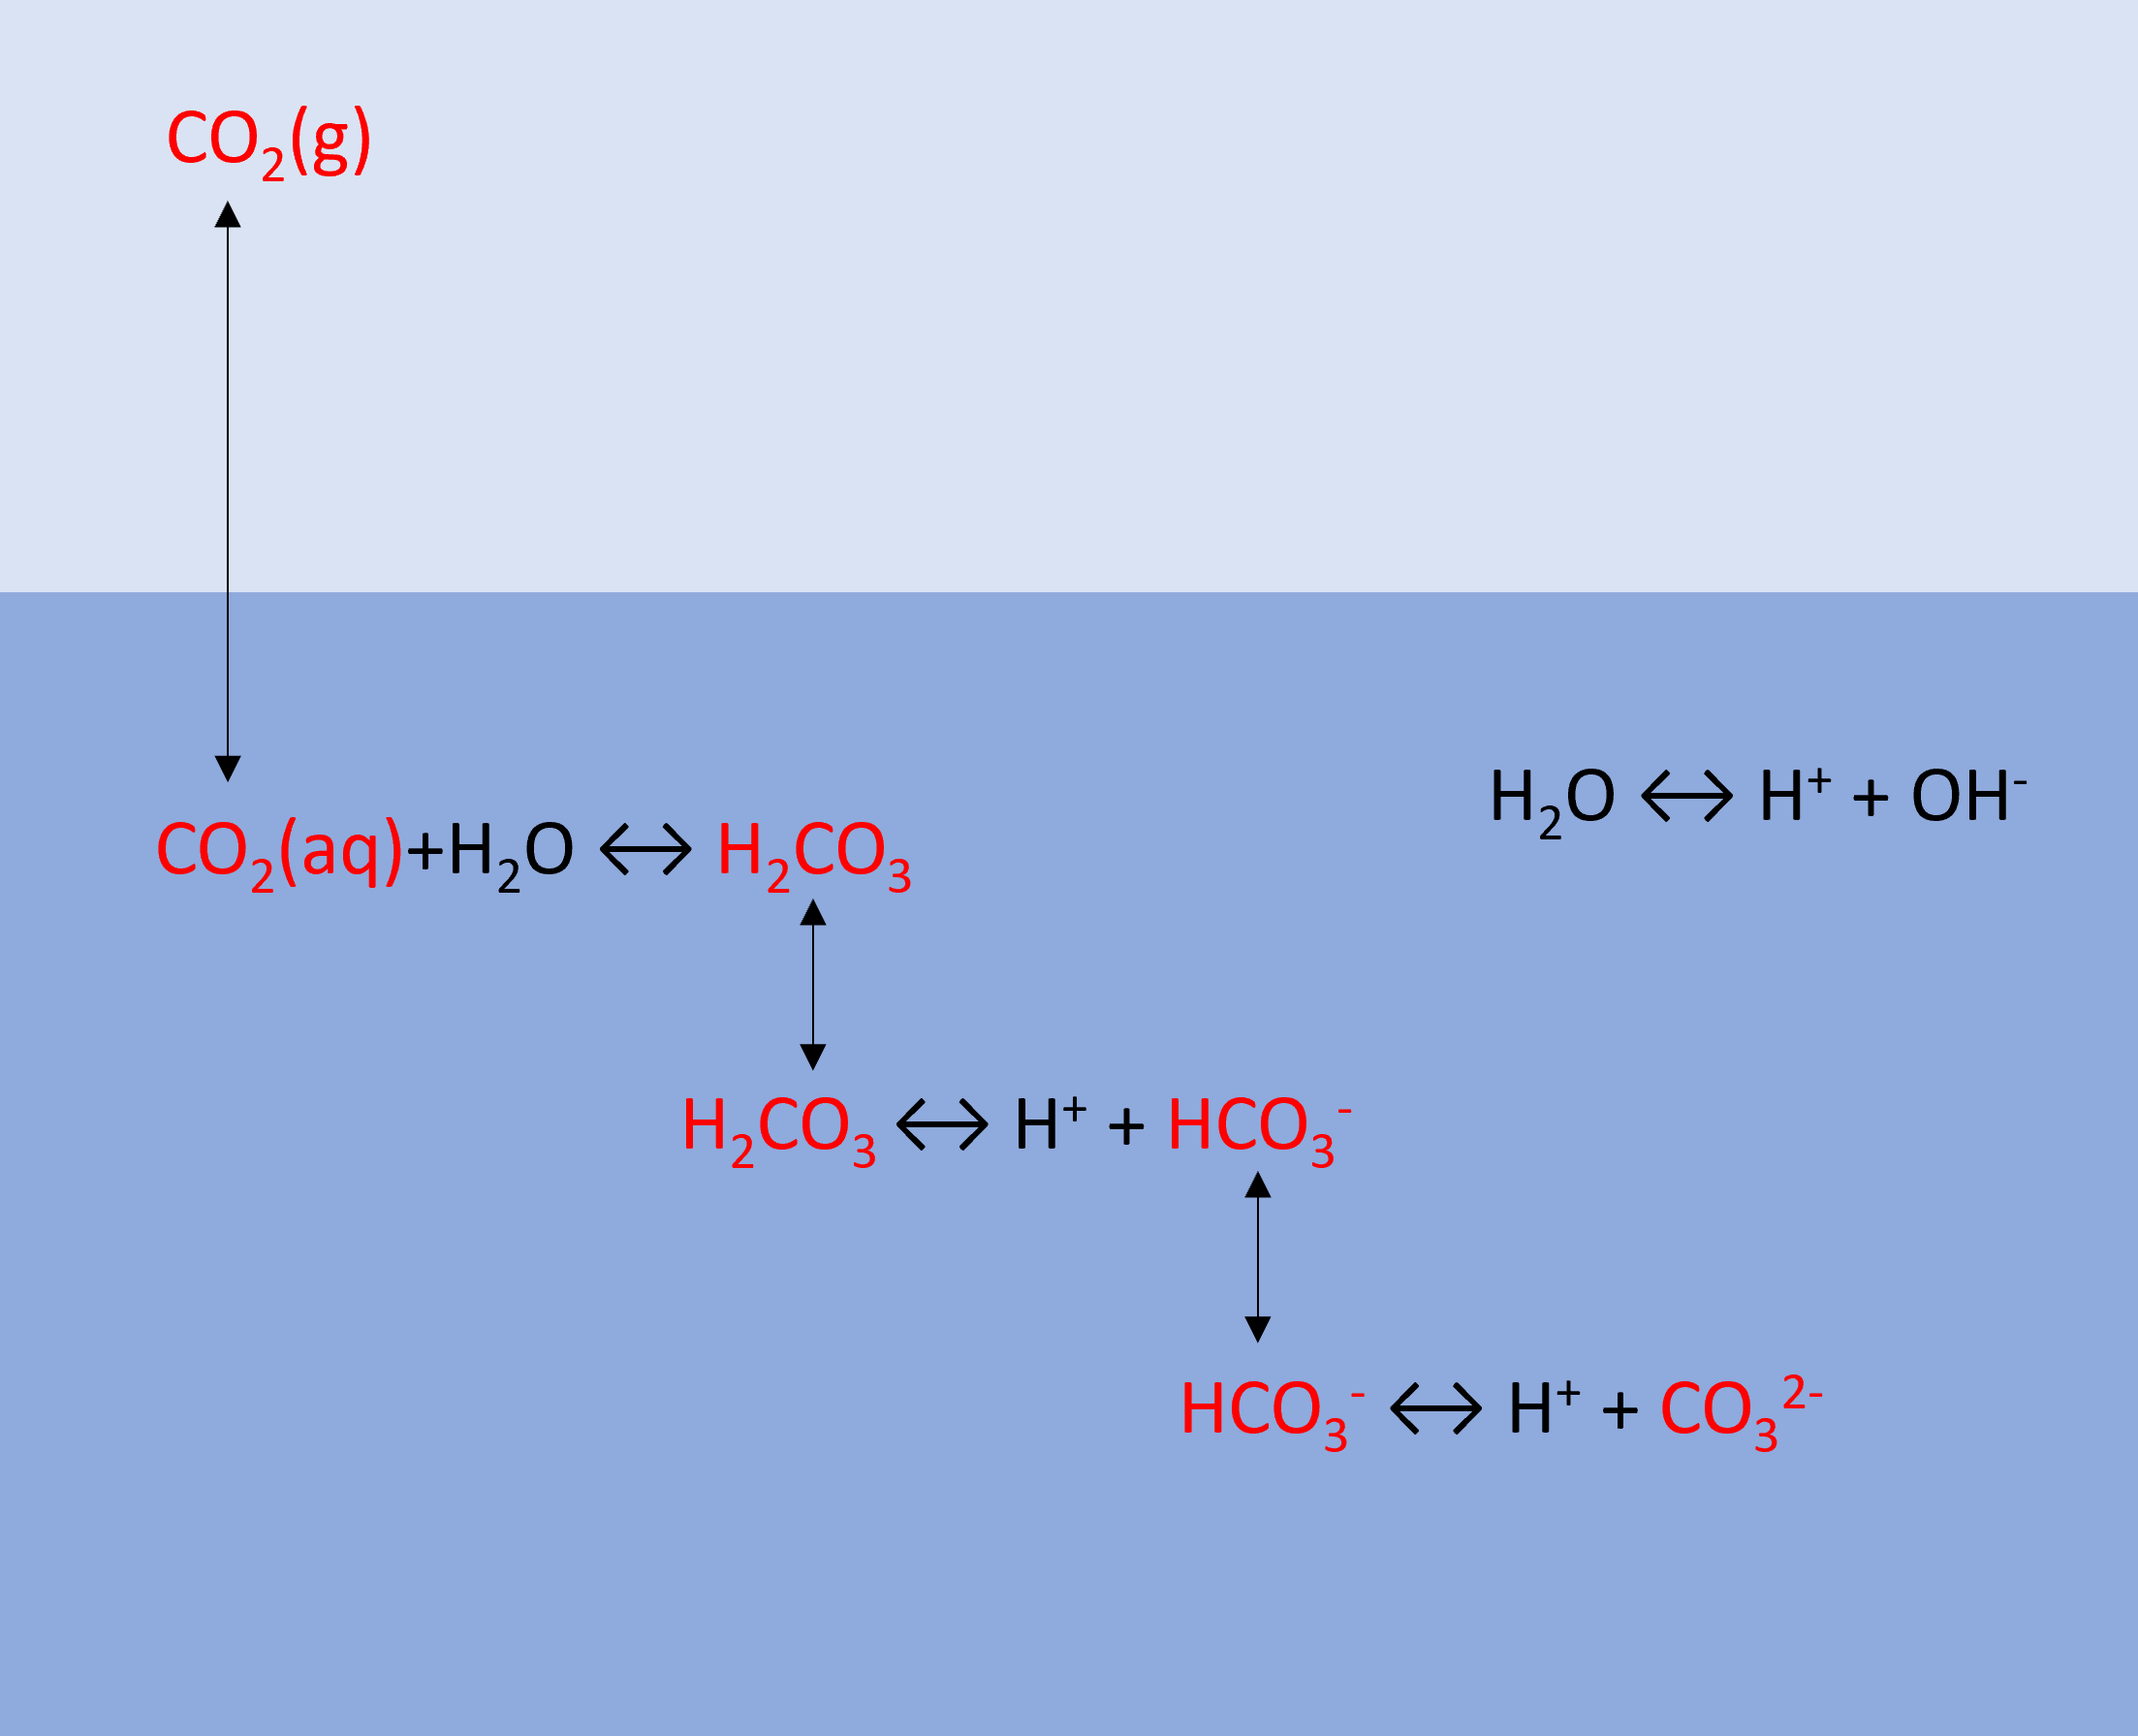 CO₂(g)
H₂O ⟷ H⁺ + OH⁻
CO₂(aq)+H₂O ⟷ H₂CO₃
H₂CO₃ ⟷ H⁺ + HCO₃⁻
HCO₃⁻ ⟷ H⁺ + CO₃²⁻